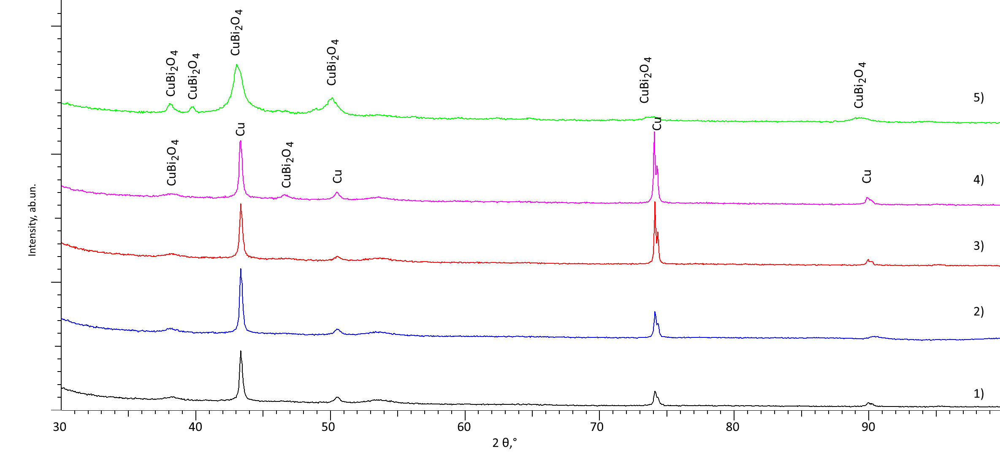 CuBi₂O₄
CuBi₂O₄
CuBi₂O₄
CuBi₂O₄
CuBi₂O₄
CuBi₂O₄
5)
CuBi₂O₄
Cu
CuBi₂O₄
Cu
Cu
Cu
4)
3)
2)
1)
Intensity, ab.un.
30 40 50 60 70 80 90
2 θ,°